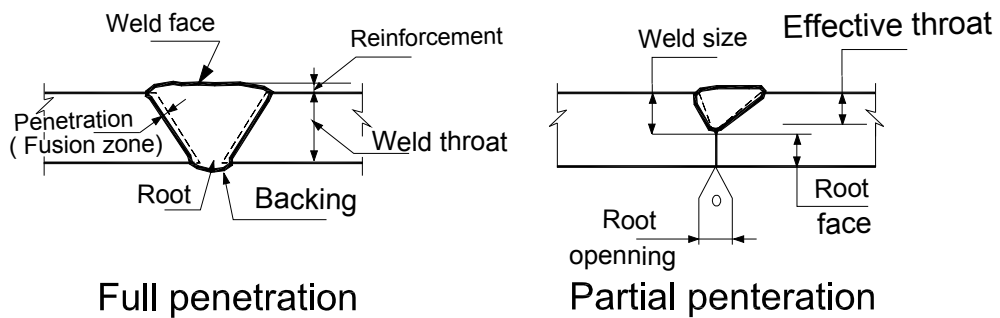 Weld face
Reinforcement
Penetration
( Fusion zone)
Weld throat
Root
Backing
Full penetration
Weld size
Effective throat
Root
face
Root
openning
Partial penteration